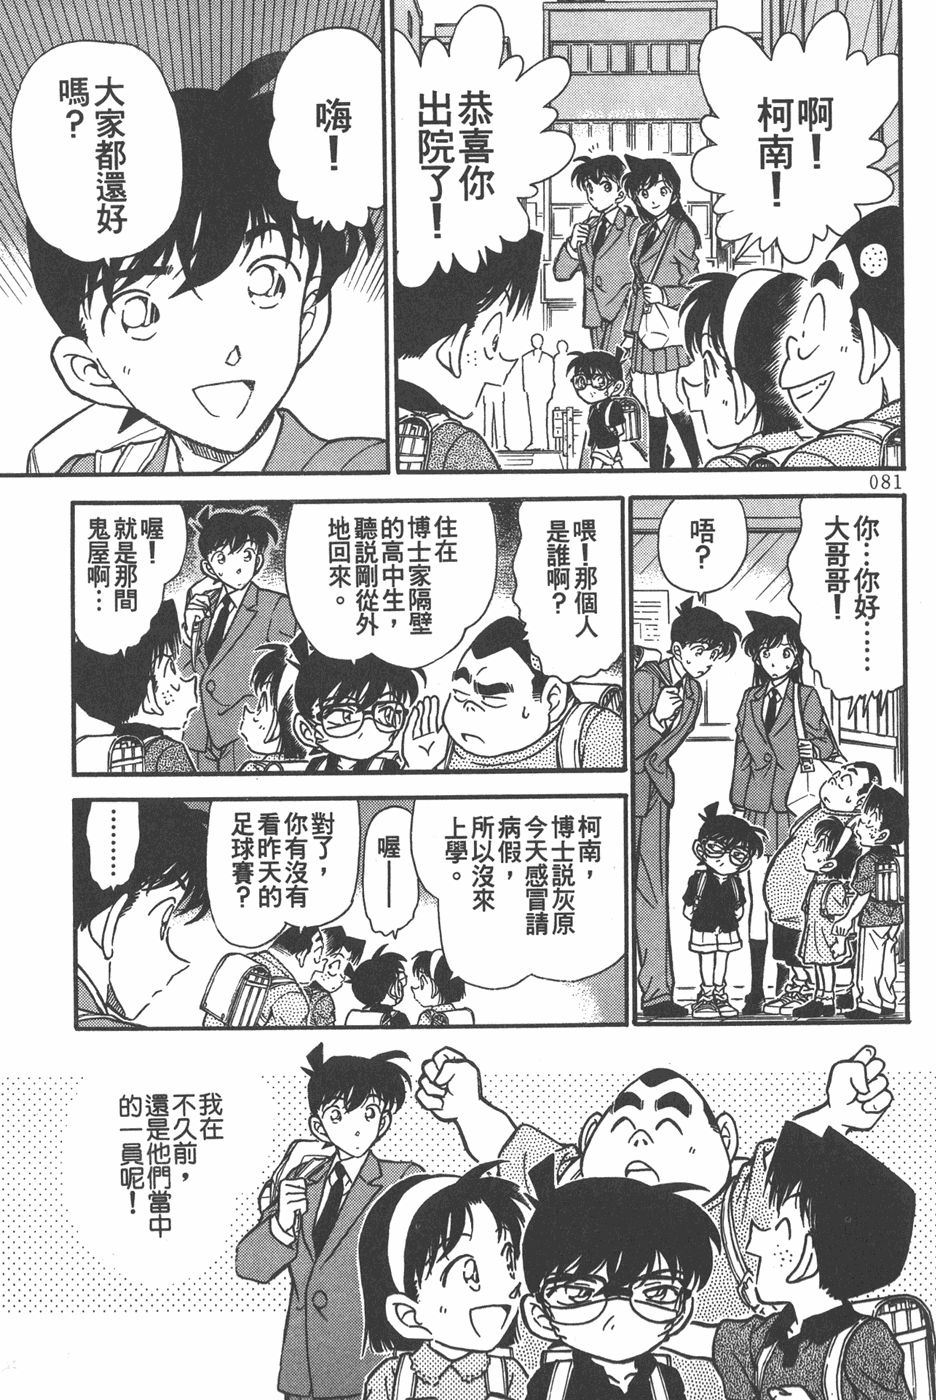 啊！
柯南！
恭喜你
出院了！
嗨！
大家都還好
嗎？
081
你…你好……
大哥哥！
唔？
喂！那個人
是誰啊？
住在
博士家隔壁
的高中生，
聽說剛從外
地回來。
喔！
就是那間
鬼屋啊…
柯南，
博士說灰原
今天感冒請
病假，
所以沒來
上學。
喔——
對了，
你有沒有
看昨天的
足球賽？
………
我在
不久前，
還是他們當中
的一員呢！